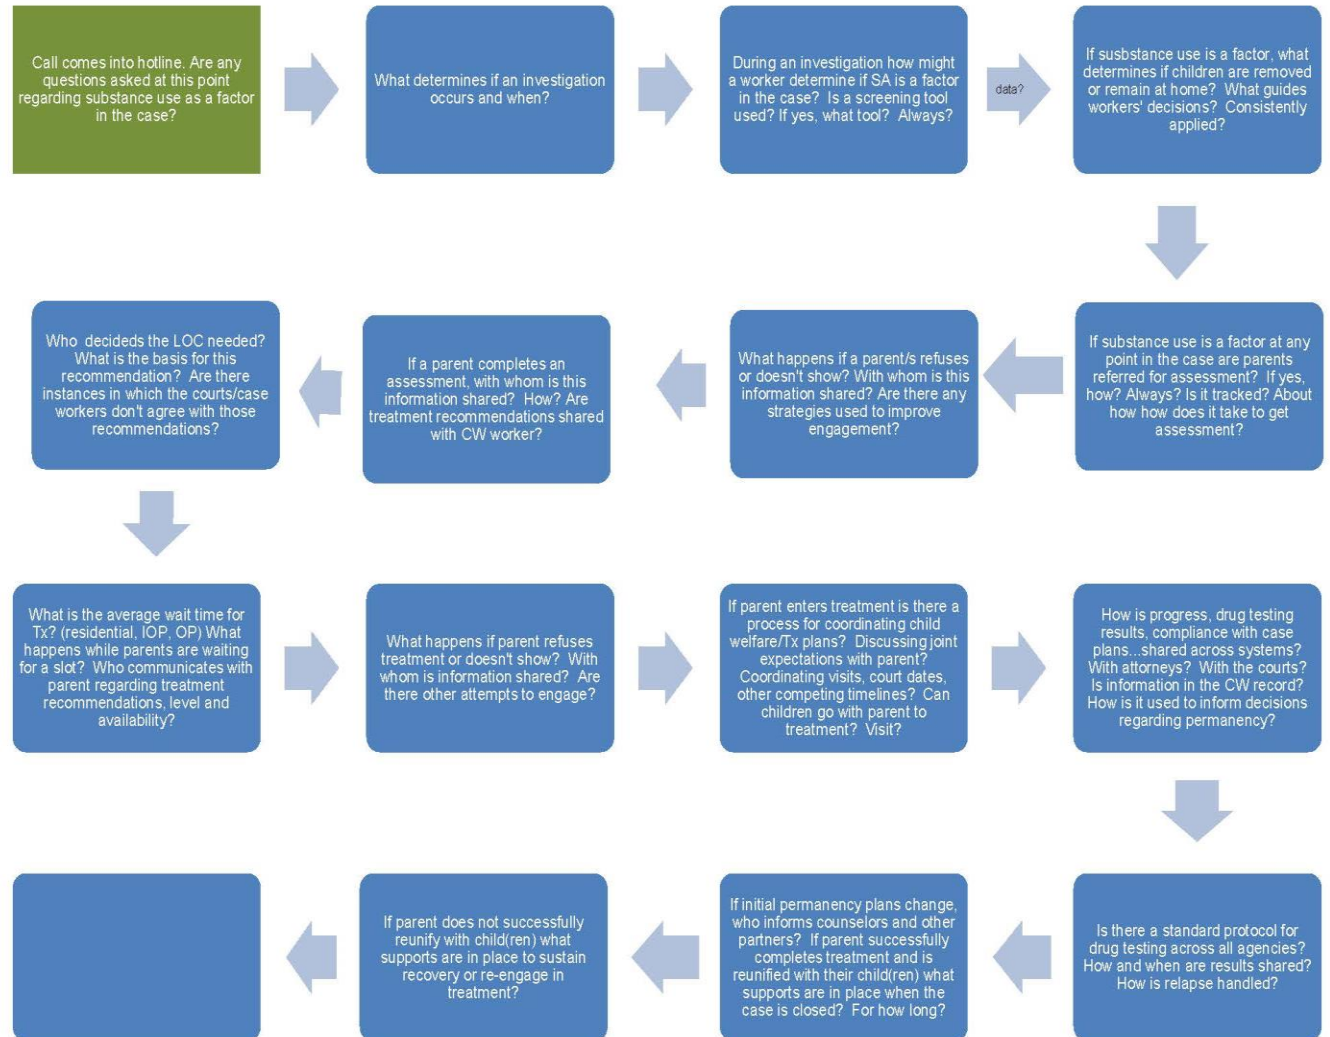 Call comes into hotline. Are any
questions asked at this point
regarding substance use as a factor
in the case?
What determines if an investigation
occurs and when?
During an investigation how might
a worker determine if SA is a factor
in the case? Is a screening tool
used? If yes, what tool? Always?
data?
If susbstance use is a factor, what
determines if children are removed
or remain at home? What guides
workers' decisions? Consistently
applied?
If substance use is a factor at any
point in the case are parents
referred for assessment? If yes,
how? Always? Is it tracked? About
how how does it take to get
assessment?
What happens if a parent/s refuses
or doesn't show? With whom is this
information shared? Are there any
strategies used to improve
engagement?
If a parent completes an
assessment, with whom is this
information shared? How? Are
treatment recommendations shared
with CW worker?
Who decideds the LOC needed?
What is the basis for this
recommendation? Are there
instances in which the courts/case
workers don't agree with those
recommendations?
What is the average wait time for
Tx? (residential, IOP, OP) What
happens while parents are waiting
for a slot? Who communicates with
parent regarding treatment
recommendations, level and
availability?
What happens if parent refuses
treatment or doesn't show? With
whom is information shared? Are
there other attempts to engage?
If parent enters treatment is there a
process for coordinating child
welfare/Tx plans? Discussing joint
expectations with parent?
Coordinating visits, court dates,
other competing timelines? Can
children go with parent to
treatment? Visit?
How is progress, drug testing
results, compliance with case
plans...shared across systems?
With attorneys? With the courts?
Is information in the CW record?
How is it used to inform decisions
regarding permanency?
Is there a standard protocol for
drug testing across all agencies?
How and when are results shared?
How is relapse handled?
If initial permanency plans change,
who informs counselors and other
partners? If parent successfully
completes treatment and is
reunified with their child(ren) what
supports are in place when the
case is closed? For how long?
If parent does not successfully
reunify with child(ren) what
supports are in place to sustain
recovery or re-engage in
treatment?